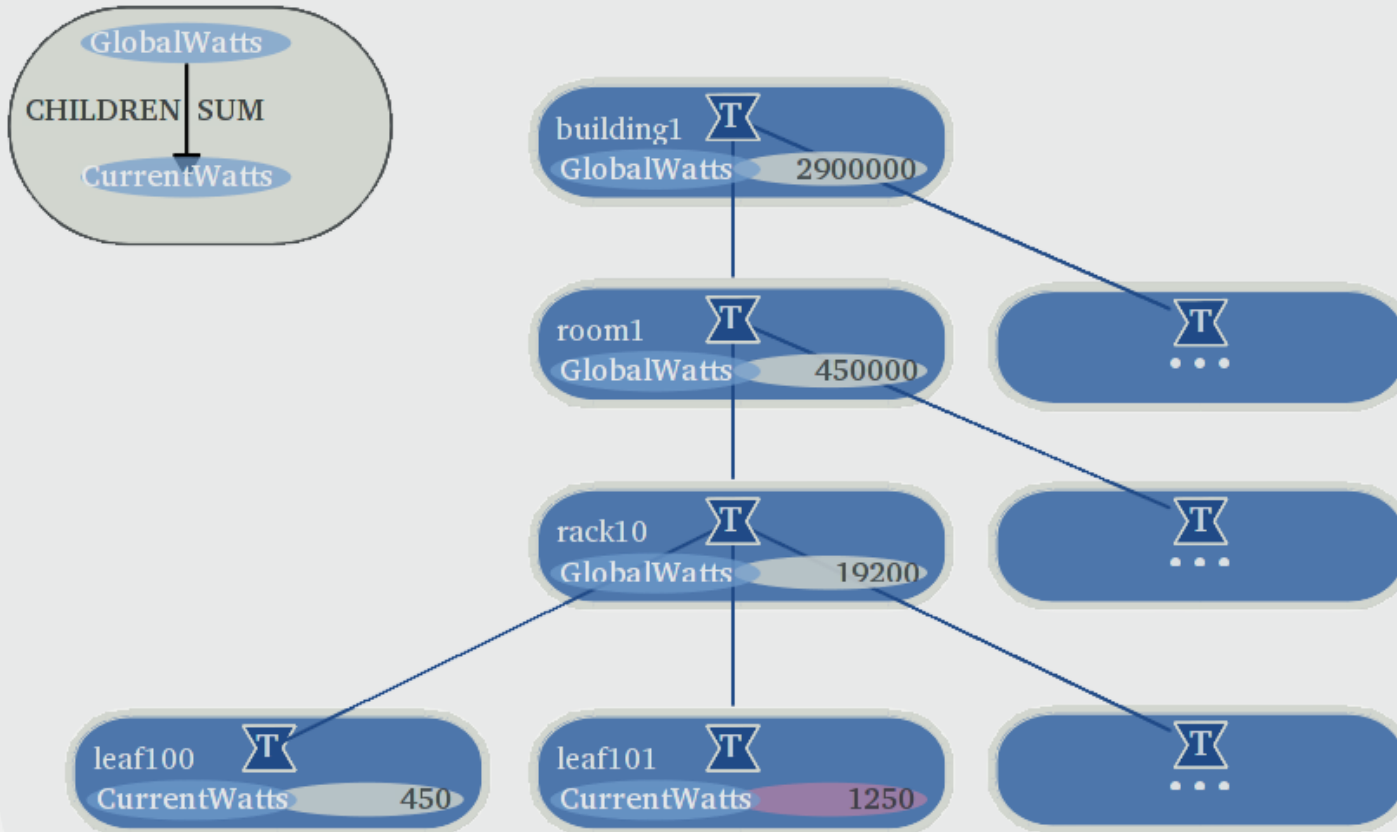 GlobalWatts
CHILDREN SUM
CurrentWatts
T
building1
GlobalWatts 2900000
T
room1
GlobalWatts 450000
T
...
T
rack10
GlobalWatts 19200
T
...
T
leaf100
CurrentWatts 450
T
leaf101
CurrentWatts 1250
T
...